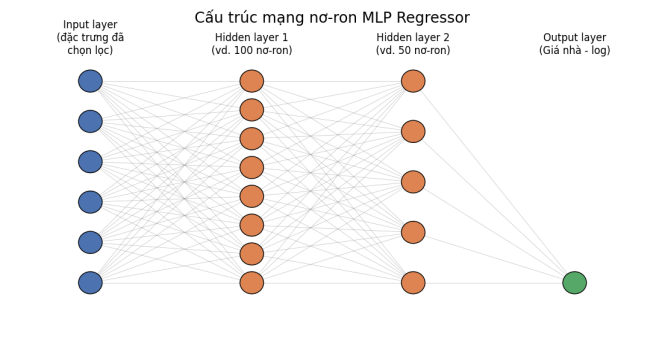 Cấu trúc mạng nơ-ron MLP Regressor
Input layer
(đặc trưng đã
chọn lọc)
Hidden layer 1
(vd. 100 nơ-ron)
Hidden layer 2
(vd. 50 nơ-ron)
Output layer
(Giá nhà - log)